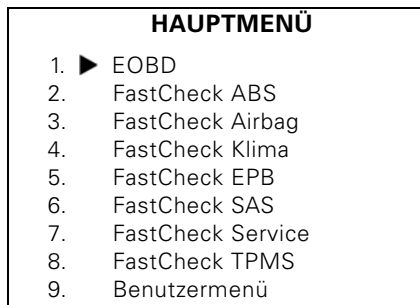 HAUPTMENÜ
1. ▶ EOBD
2. FastCheck ABS
3. FastCheck Airbag
4. FastCheck Klima
5. FastCheck EPB
6. FastCheck SAS
7. FastCheck Service
8. FastCheck TPMS
9. Benutzermenü